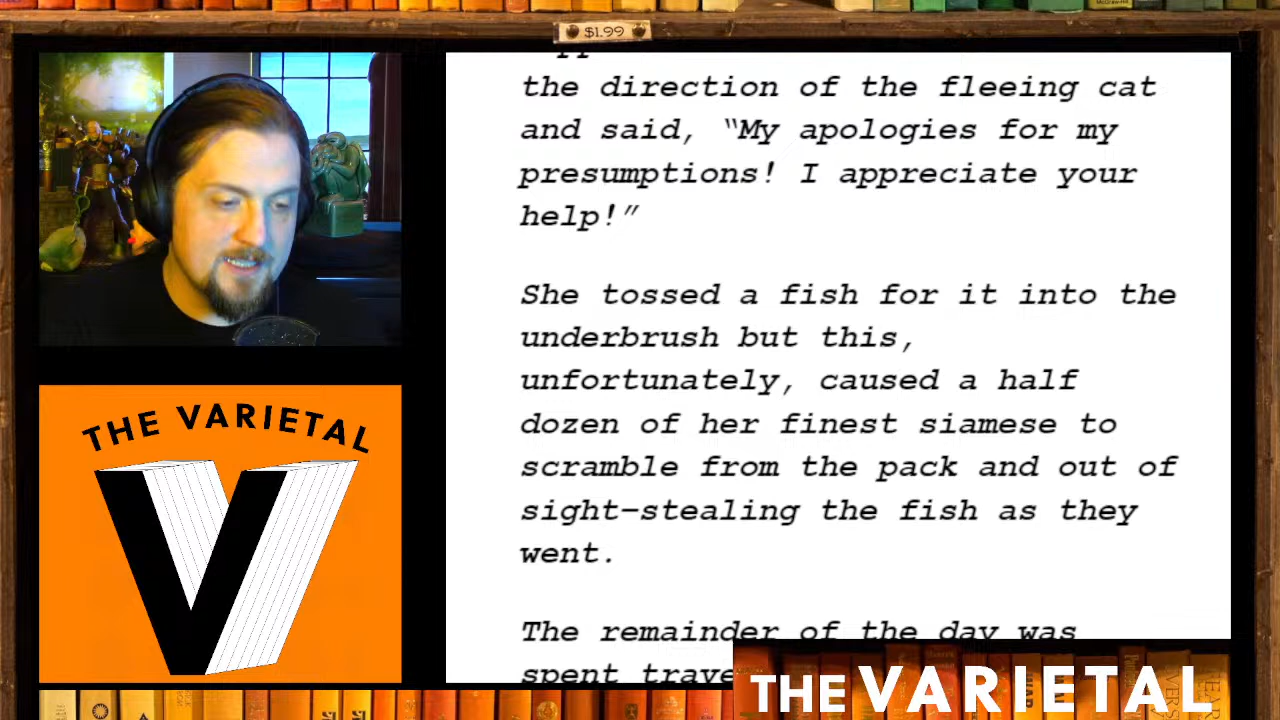 $1.99
the direction of the fleeing cat
and said, “My apologies for my
presumptions! I appreciate your
help!”
She tossed a fish for it into the
underbrush but this,
unfortunately, caused a half
dozen of her finest siamese to
scramble from the pack and out of
sight-stealing the fish as they
went.
The remainder of the day was
spent
THE VARIETAL
V
THE VARIETAL